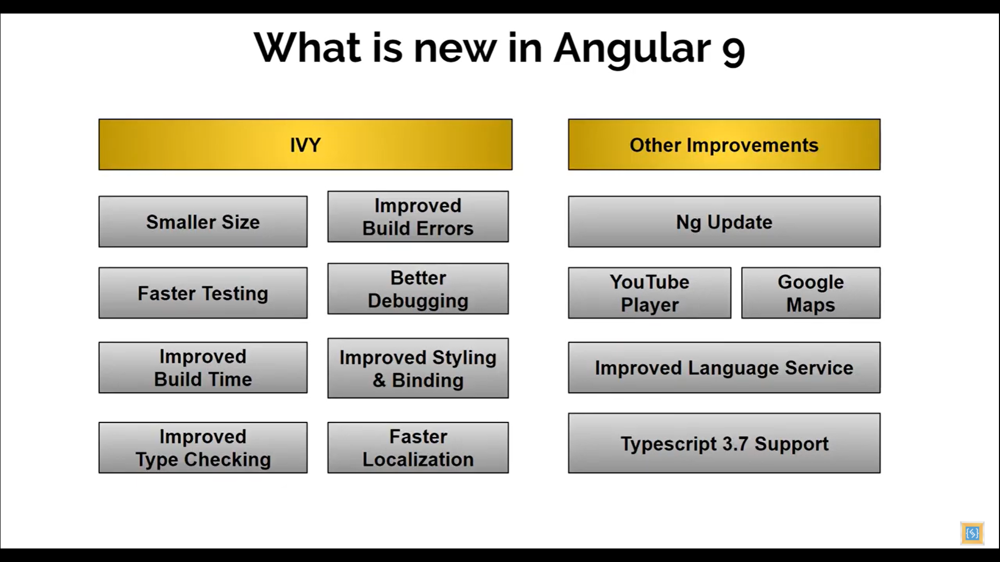 What is new in Angular 9
IVY
Smaller Size
Improved
Build Errors
Faster Testing
Better
Debugging
Improved
Build Time
Improved Styling
& Binding
Improved
Type Checking
Faster
Localization
Other Improvements
Ng Update
YouTube
Player
Google
Maps
Improved Language Service
Typescript 3.7 Support